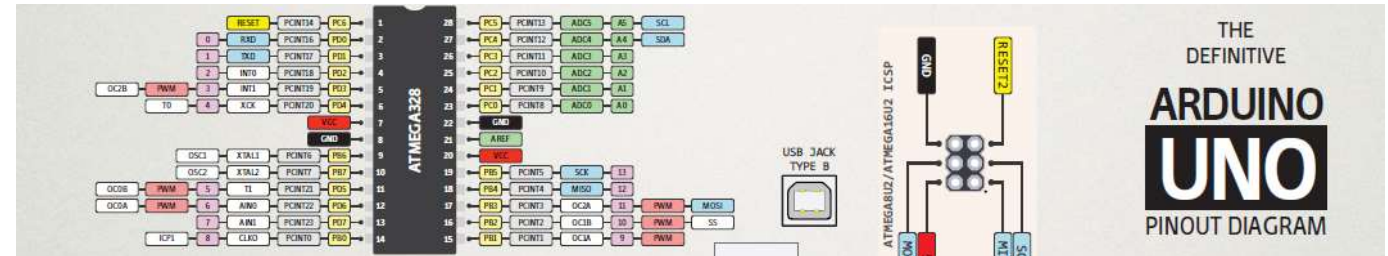 RESET PCINT14 PC6 1 28 PC5 PCINT13 ADC5 A5 SCL
0 RXD PCINT16 PD0 2 27 PC4 PCINT12 ADC4 A4 SDA
1 TXD PCINT17 PD1 3 26 PC3 PCINT11 ADC3 A3
2 INT0 PCINT18 PD2 4 25 PC2 PCINT10 ADC2 A2
OC2B PWM 3 INT1 PCINT19 PD3 5 24 PC1 PCINT9 ADC1 A1
T0 4 XCK PCINT20 PD4 6 23 PC0 PCINT8 ADC0 A0
VCC 7 22 GND
GND 8 21 AREF
OSC1 XTAL1 PCINT6 PB6 9 20 VCC
OSC2 XTAL2 PCINT7 PB7 10 19 PB5 PCINT5 SCK 13
OC0B PWM 5 T1 PCINT21 PD5 11 18 PB4 PCINT4 MISO 12
OC0A PWM 6 AIN0 PCINT22 PD6 12 17 PB3 PCINT3 OC2A 11 PWM MOSI
7 AIN1 PCINT23 PD7 13 16 PB2 PCINT2 OC1B 10 PWM SS
ICP1 8 CLKO PCINT0 PB0 14 15 PB1 PCINT1 OC1A 9 PWM
ATMEGA328
USB JACK
TYPE B
ATMEGA8U2/ATMEGA16U2 ICSP
GND
RESET2
THE
DEFINITIVE
ARDUINO
UNO
PINOUT DIAGRAM